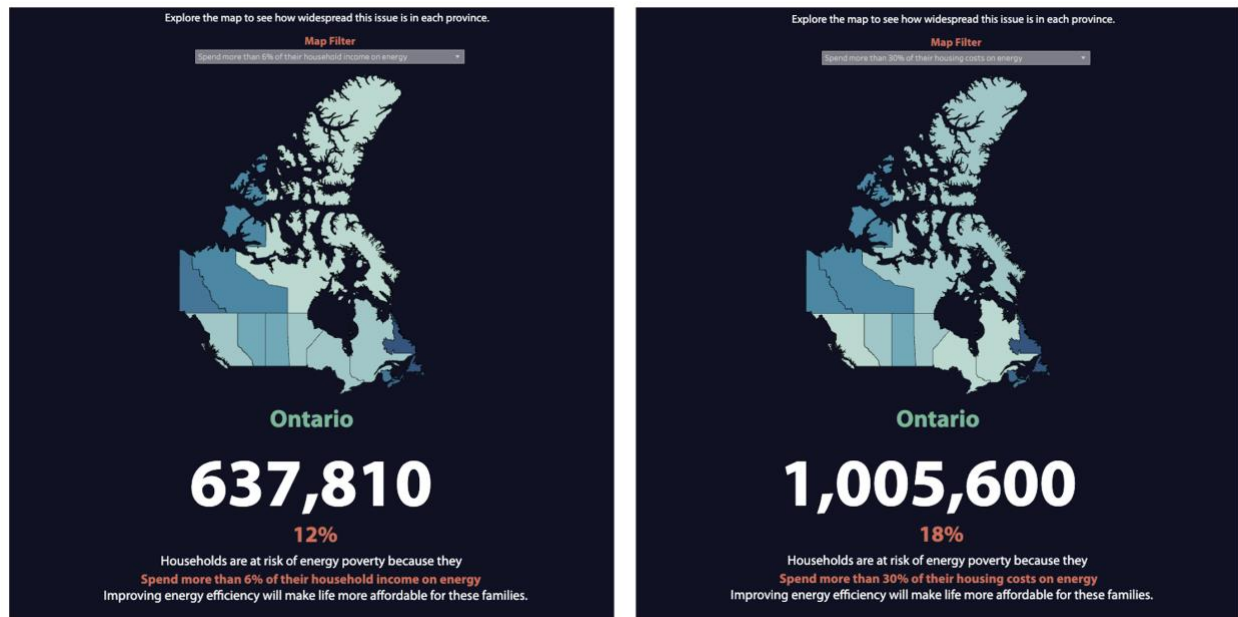 Explore the map to see how widespread this issue is in each province.
Map Filter
Spend more than 6% of their household income on energy
Ontario
637,810
12%
Households are at risk of energy poverty because they
Spend more than 6% of their household income on energy
Improving energy efficiency will make life more affordable for these families.
Explore the map to see how widespread this issue is in each province.
Map Filter
Spend more than 30% of their housing costs on energy
Ontario
1,005,600
18%
Households are at risk of energy poverty because they
Spend more than 30% of their housing costs on energy
Improving energy efficiency will make life more affordable for these families.